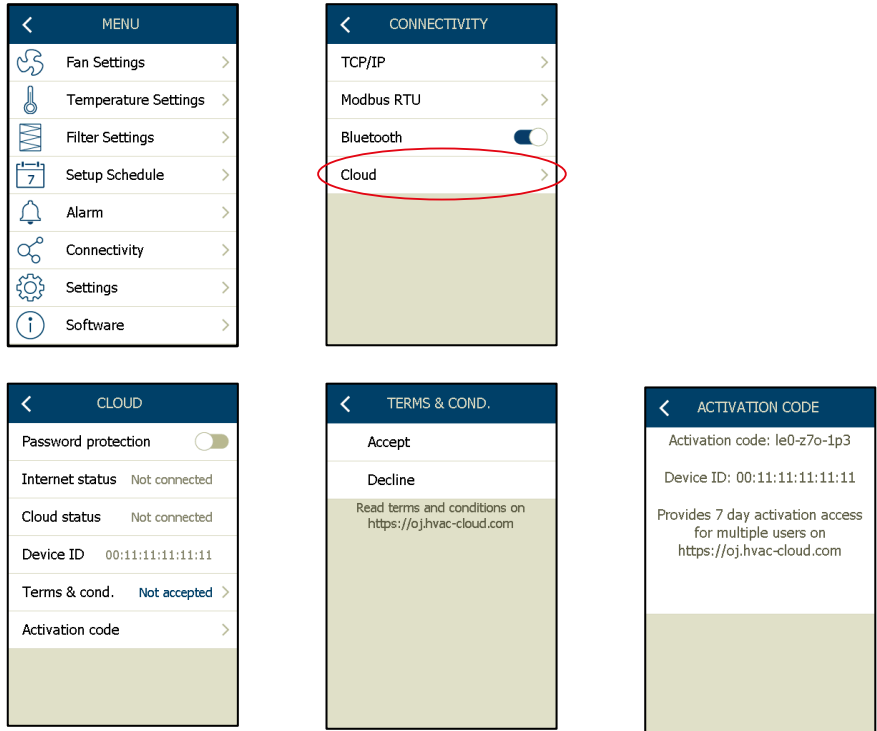 MENU
Fan Settings
Temperature Settings
Filter Settings
7
Setup Schedule
Alarm
Connectivity
Settings
i
Software
CONNECTIVITY
TCP/IP
Modbus RTU
Bluetooth
Cloud
CLOUD
Password protection
Internet status Not connected
Cloud status Not connected
Device ID 00:11:11:11:11:11
Terms & cond. Not accepted
Activation code
TERMS & COND.
Accept
Decline
Read terms and conditions on
https://oj.hvac-cloud.com
ACTIVATION CODE
Activation code: le0-z7o-1p3
Device ID: 00:11:11:11:11:11
Provides 7 day activation access
for multiple users on
https://oj.hvac-cloud.com